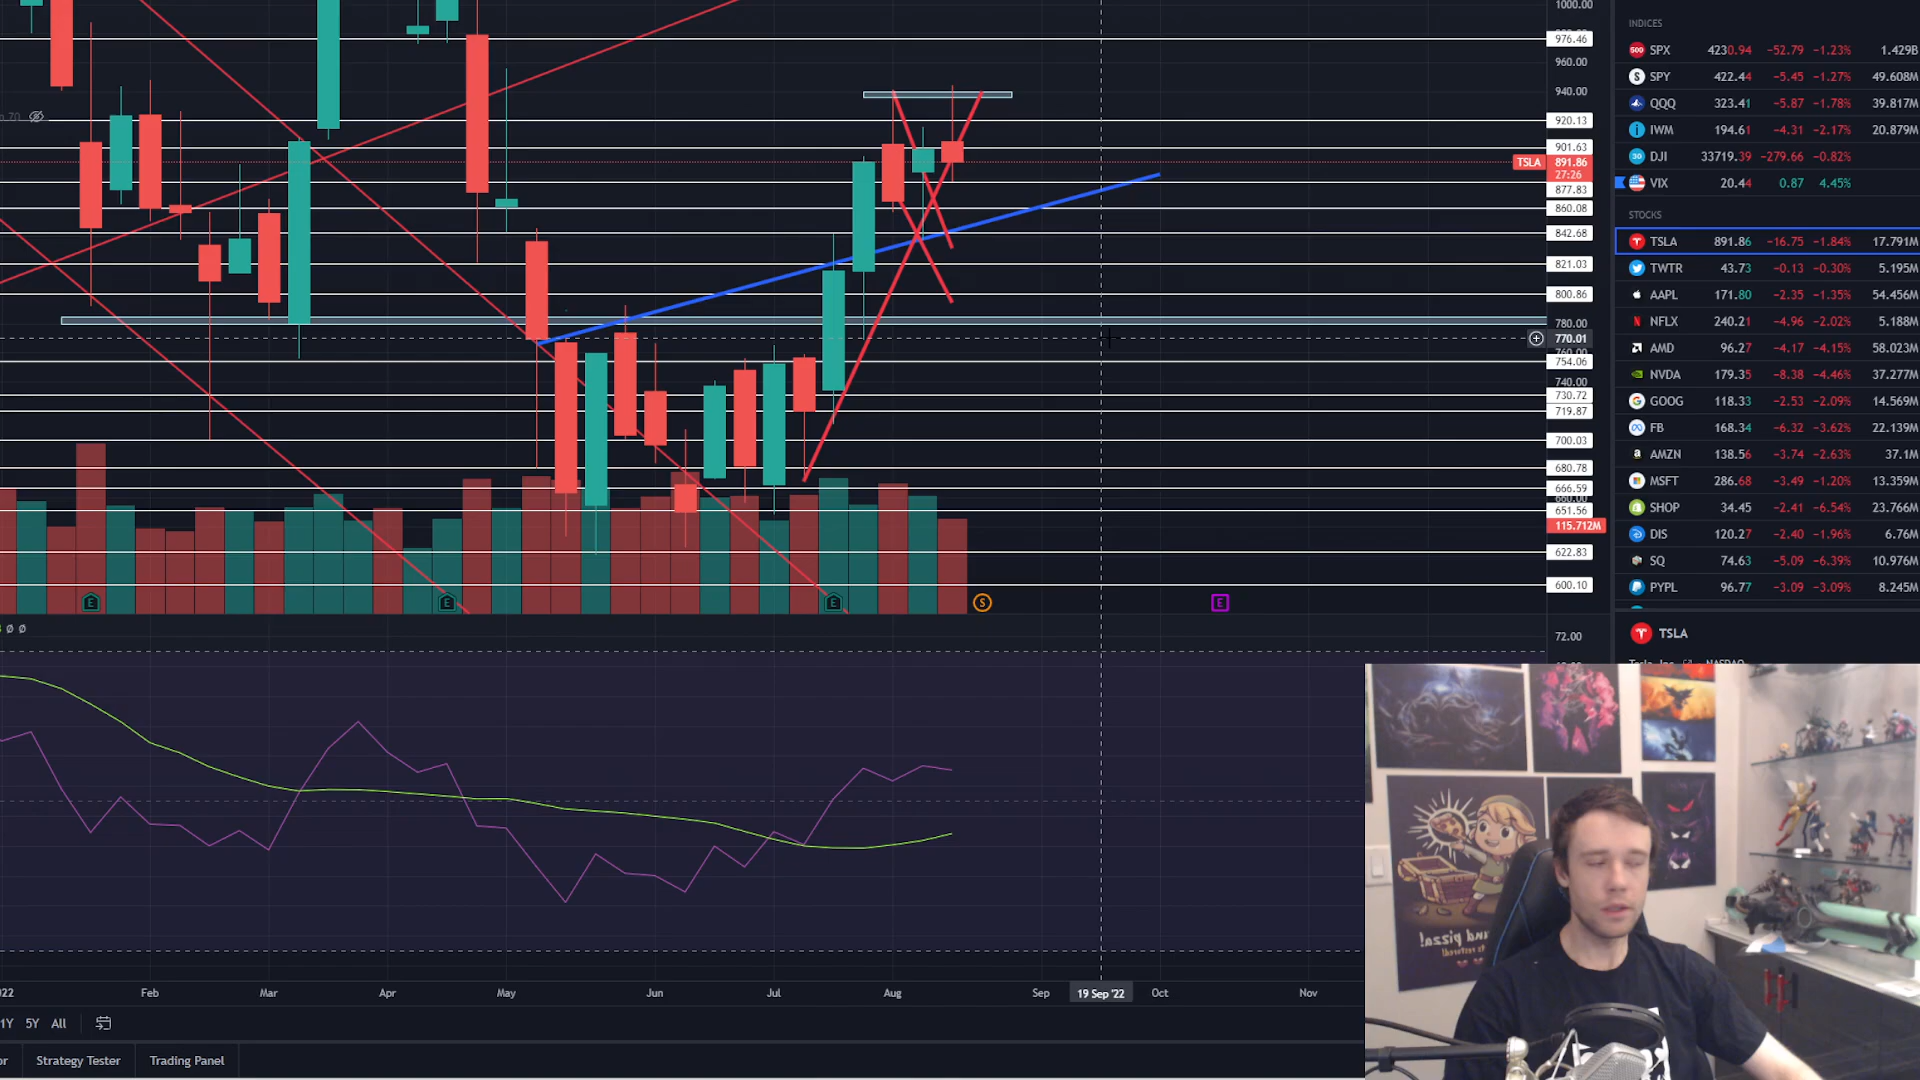 1000.00
976.46
960.00
940.00
920.13
901.63
TSLA 891.86
27:26
877.83
860.08
842.68
821.03
800.86
780.00
770.01
754.06
740.00
730.72
719.87
700.03
680.78
666.59
651.56
115.712M
622.83
600.10
72.00
E
E
E
S
E
Feb Mar Apr May Jun Jul Aug Sep 19 Sep '22 Oct Nov
1Y 5Y All
Strategy Tester Trading Panel
INDICES
SPX 4230.94 −52.79 −1.23% 1.429B
SPY 422.44 −5.45 −1.27% 49.608M
QQQ 323.41 −5.87 −1.78% 39.817M
IWM 194.61 −4.31 −2.17% 20.879M
DJI 33719.39 −279.66 −0.82%
VIX 20.44 0.87 4.45%
STOCKS
TSLA 891.86 −16.75 −1.84% 17.791M
TWTR 43.73 −0.13 −0.30% 5.195M
AAPL 171.80 −2.35 −1.35% 54.456M
NFLX 240.21 −4.96 −2.02% 5.188M
AMD 96.27 −4.17 −4.15% 58.023M
NVDA 179.35 −8.38 −4.46% 37.277M
GOOG 118.33 −2.53 −2.09% 14.569M
FB 168.34 −6.32 −3.62% 22.139M
AMZN 138.56 −3.74 −2.63% 37.1M
MSFT 286.68 −3.49 −1.20% 13.359M
SHOP 34.45 −2.41 −6.54% 23.766M
DIS 120.27 −2.40 −1.96% 6.76M
SQ 74.63 −5.09 −6.39% 10.976M
PYPL 96.77 −3.09 −3.09% 8.245M
TSLA